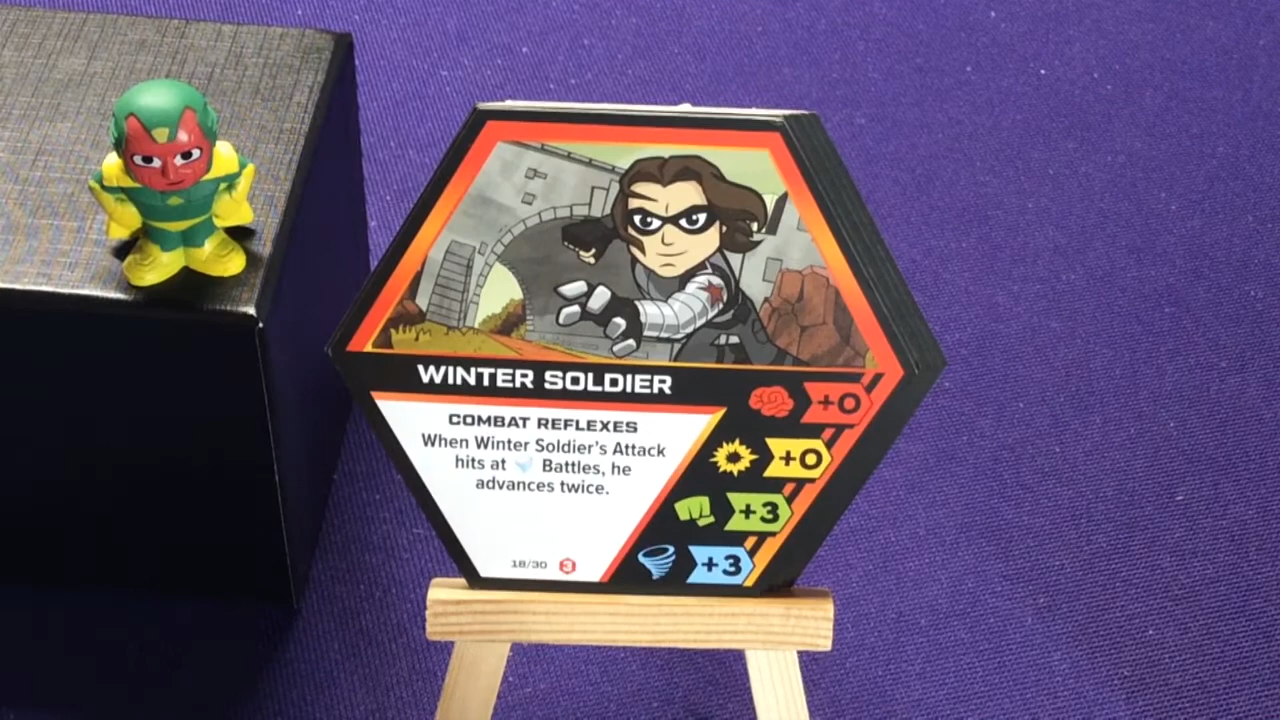 WINTER SOLDIER
COMBAT REFLEXES
When Winter Soldier's Attack
hits at Battles, he
advances twice.
18/30 3
+0
+0
+3
+3